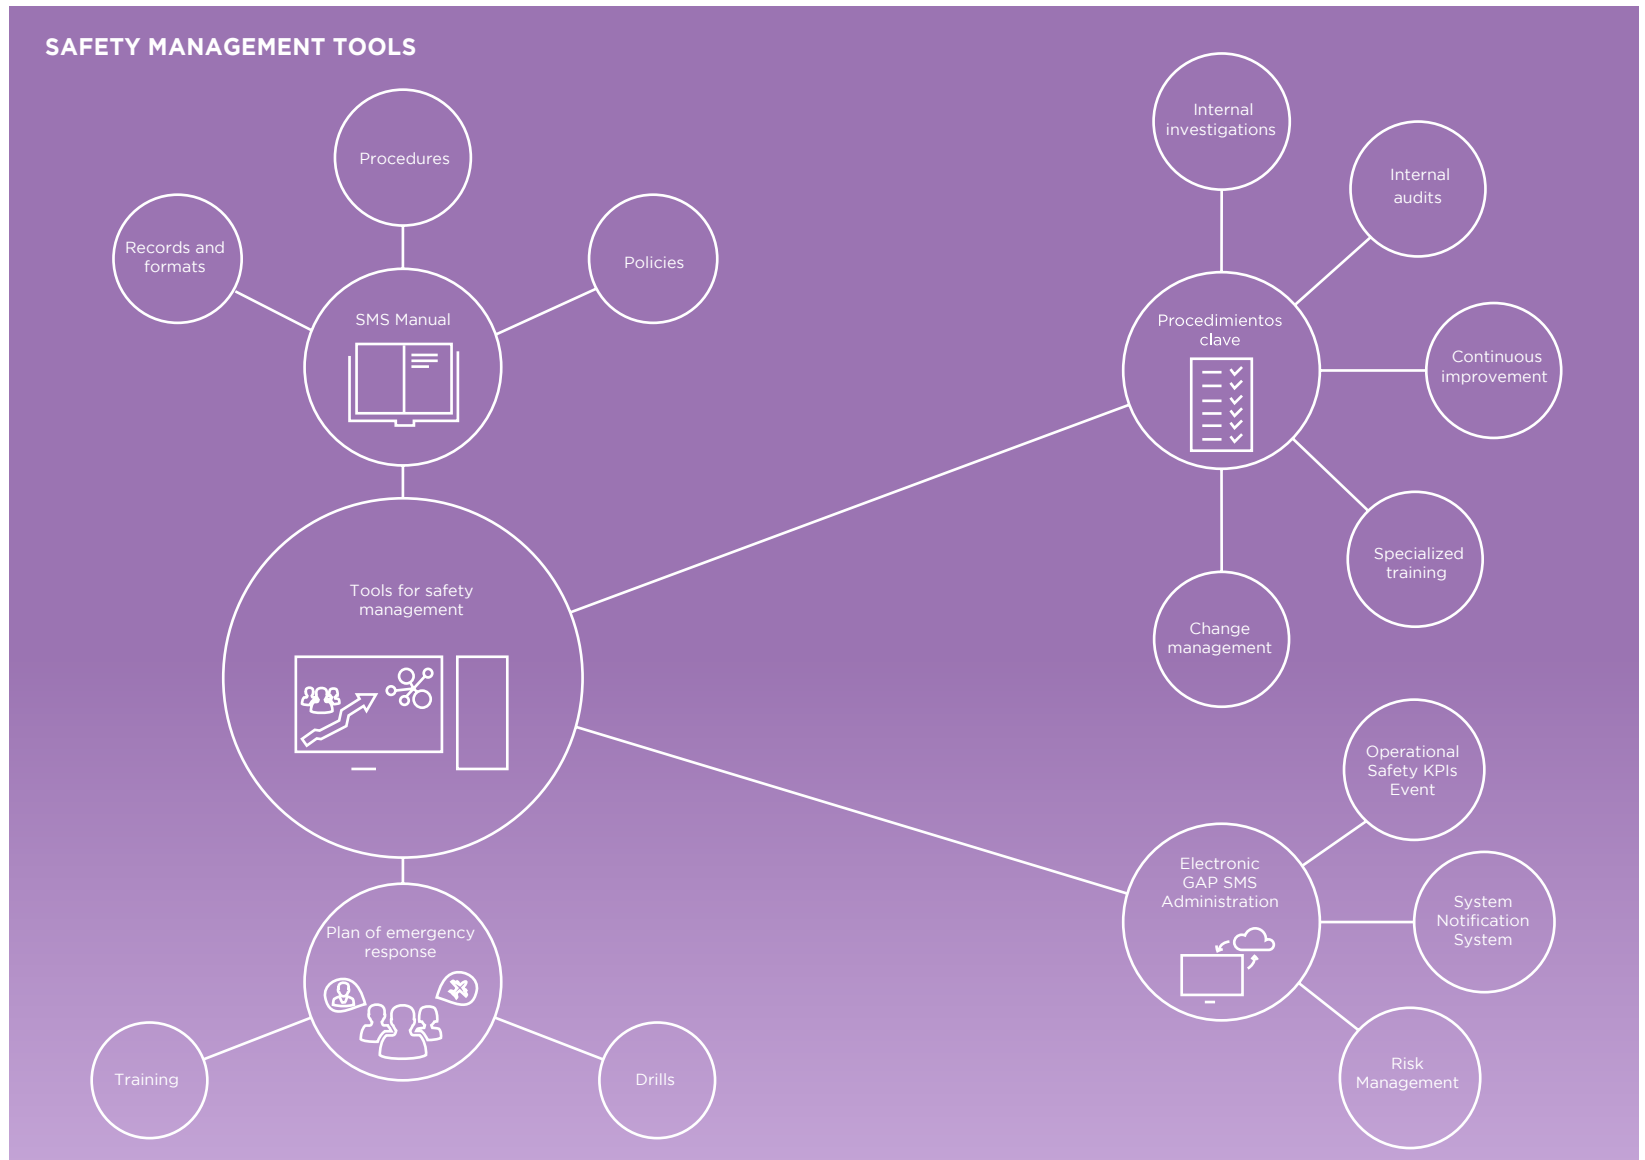 SAFETY MANAGEMENT TOOLS
Procedures
Records and
formats
Policies
SMS Manual
Tools for safety
management
Plan of emergency
response
Training
Drills
Internal
investigations
Internal
audits
Procedimientos
clave
Continuous
improvement
Specialized
training
Change
management
Operational
Safety KPIs
Event
Electronic
GAP SMS
Administration
System
Notification
System
Risk
Management